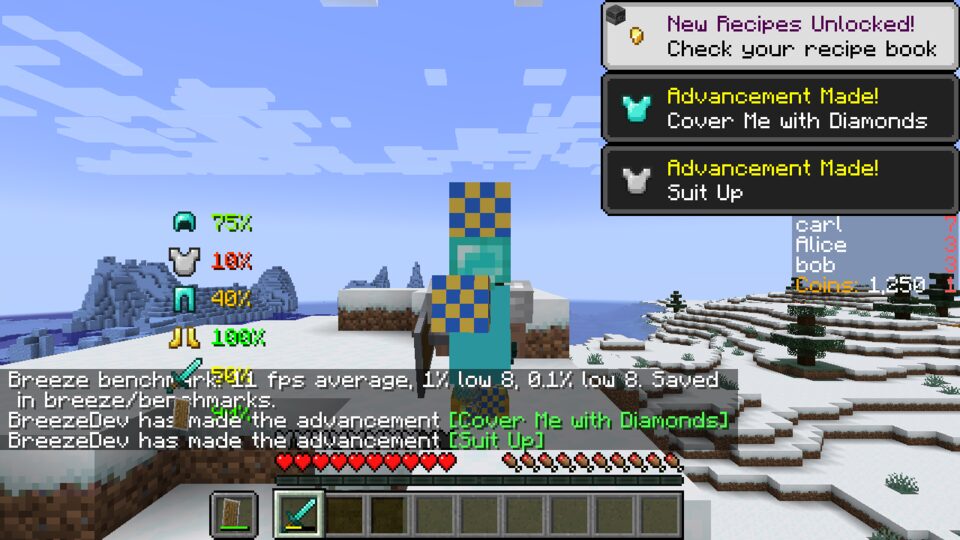 New Recipes Unlocked!
Check your recipe book
Advancement Made!
Cover Me with Diamonds
Advancement Made!
Suit Up
carl
Alice
bob
Coins: 1,250
75%
10%
40%
100%
Breeze benchmark: 11 fps average, 1% low 8, 0.1% low 8. Saved
in breeze/benchmarks.
BreezeDev has made the advancement [Cover Me with Diamonds]
BreezeDev has made the advancement [Suit Up]